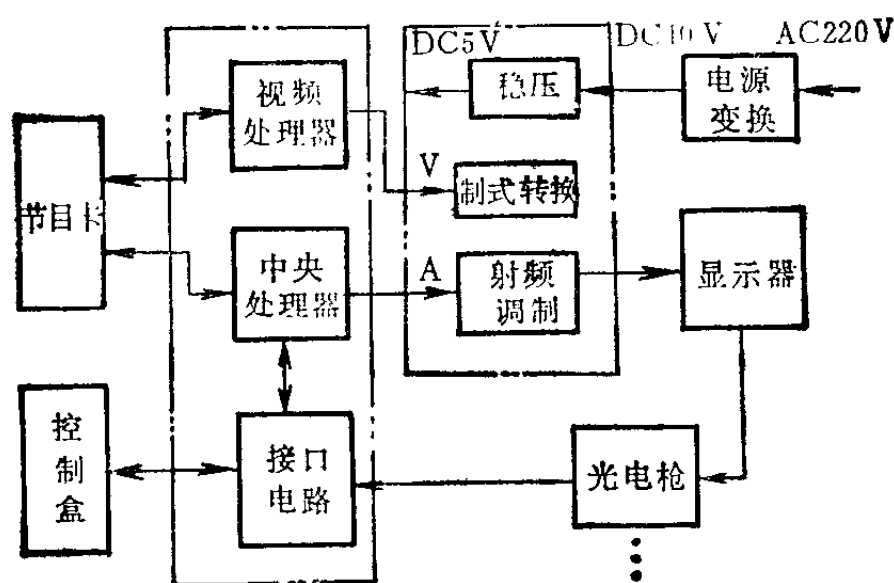 DC5V
DC10V
AC220V
视频
处理器
稳压
电源
变换
V
制式转换
节目卡
中央
处理器
A
射频
调制
显示器
控
制
盒
接口
电路
光电枪